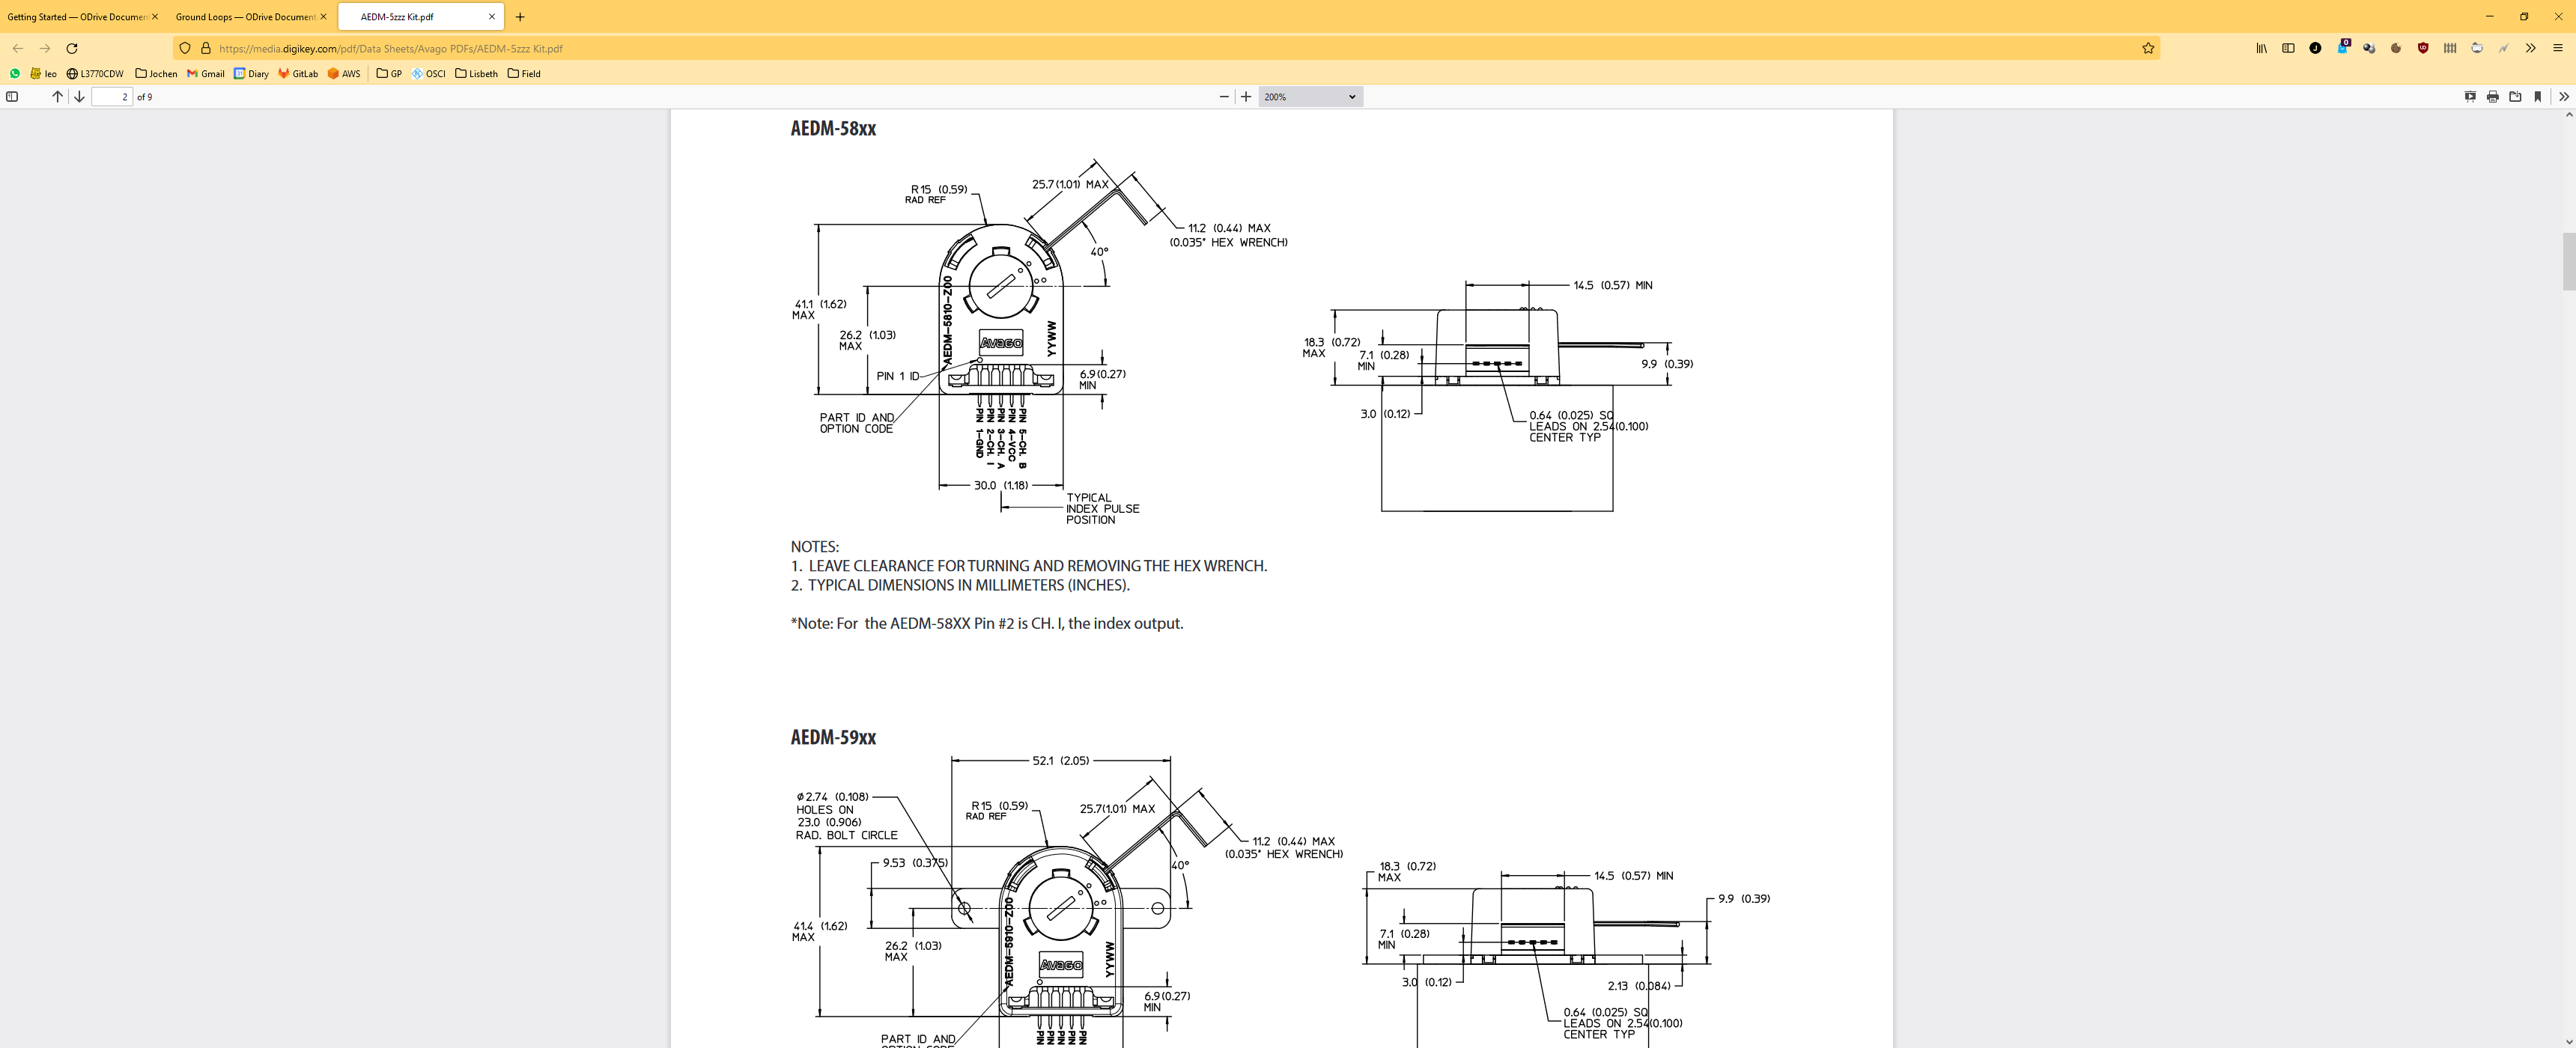 Getting Started — ODrive Document
Ground Loops — ODrive Document
AEDM-5zzz Kit.pdf
https://media.digikey.com/pdf/Data Sheets/Avago PDFs/AEDM-5zzz Kit.pdf
0
leo
L3770CDW
Jochen
Gmail
Diary
GitLab
AWS
GP
OSCI
Lisbeth
Field
2
of 9
200%
AEDM-58xx
R15 (0.59)
RAD REF
25.7(1.01) MAX
11.2 (0.44) MAX
(0.035" HEX WRENCH)
40°
41.1 (1.62)
MAX
26.2 (1.03)
MAX
AEDM-5810-Z00
YYWW
Avago
PIN 1 ID
6.9(0.27)
MIN
PART ID AND
OPTION CODE
PIN 1-GND
PIN 2-CH. I
PIN 3-CH. A
PIN 4-VCC
PIN 5-CH. B
30.0 (1.18)
TYPICAL
INDEX PULSE
POSITION
14.5 (0.57) MIN
18.3 (0.72)
MAX
7.1 (0.28)
MIN
9.9 (0.39)
3.0 (0.12)
0.64 (0.025) SQ
LEADS ON 2.54(0.100)
CENTER TYP
NOTES:
1. LEAVE CLEARANCE FOR TURNING AND REMOVING THE HEX WRENCH.
2. TYPICAL DIMENSIONS IN MILLIMETERS (INCHES).
*Note: For the AEDM-58XX Pin #2 is CH. I, the index output.
AEDM-59xx
52.1 (2.05)
ø2.74 (0.108)
HOLES ON
23.0 (0.906)
RAD. BOLT CIRCLE
R15 (0.59)
RAD REF
25.7(1.01) MAX
11.2 (0.44) MAX
(0.035" HEX WRENCH)
40°
9.53 (0.375)
41.4 (1.62)
MAX
26.2 (1.03)
MAX
AEDM-5910-Z00
YYWW
Avago
6.9(0.27)
MIN
PART ID AND
OPTION CODE
PIN
PIN
PIN
PIN
PIN
18.3 (0.72)
MAX
14.5 (0.57) MIN
9.9 (0.39)
7.1 (0.28)
MIN
3.0 (0.12)
2.13 (0.084)
0.64 (0.025) SQ
LEADS ON 2.54(0.100)
CENTER TYP